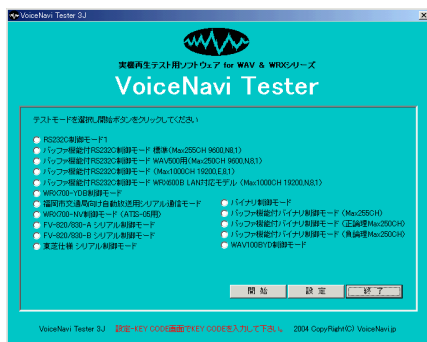 VoiceNavi Tester 3J
実機再生テスト用ソフトウェア for WAV & WRXシリーズ
VoiceNavi Tester
テストモードを選択し開始ボタンをクリックしてください
RS232C制御モード1
バッファ機能付RS232C制御モード 標準(Max255CH 9600,N,8,1)
バッファ機能付RS232C制御モード WAV500用(Max250CH 9600,N,8,1)
バッファ機能付RS232C制御モード (Max1000CH 19200,E,8,1)
バッファ機能付RS232C制御モード WRX600B LAN対応モデル (Max1000CH 19200,N,8,1)
WRX700-YDB制御モード
福岡市交通局向け自動放送用シリアル通信モード
WRX700-NV制御モード (ATIS-05用)
FV-820/830-A シリアル制御モード
FV-820/830-B シリアル制御モード
東芝仕様 シリアル制御モード
バイナリ制御モード
バッファ機能付バイナリ制御モード (Max255CH)
バッファ機能付バイナリ制御モード (正論理Max250CH)
バッファ機能付バイナリ制御モード (負論理Max250CH)
WAV100BYD制御モード
開 始
設 定
終 了
VoiceNavi Tester 3J 設定-KEY CODE画面でKEY CODEを入力して下さい。 2004 CopyRight(C) VoiceNavi.jp